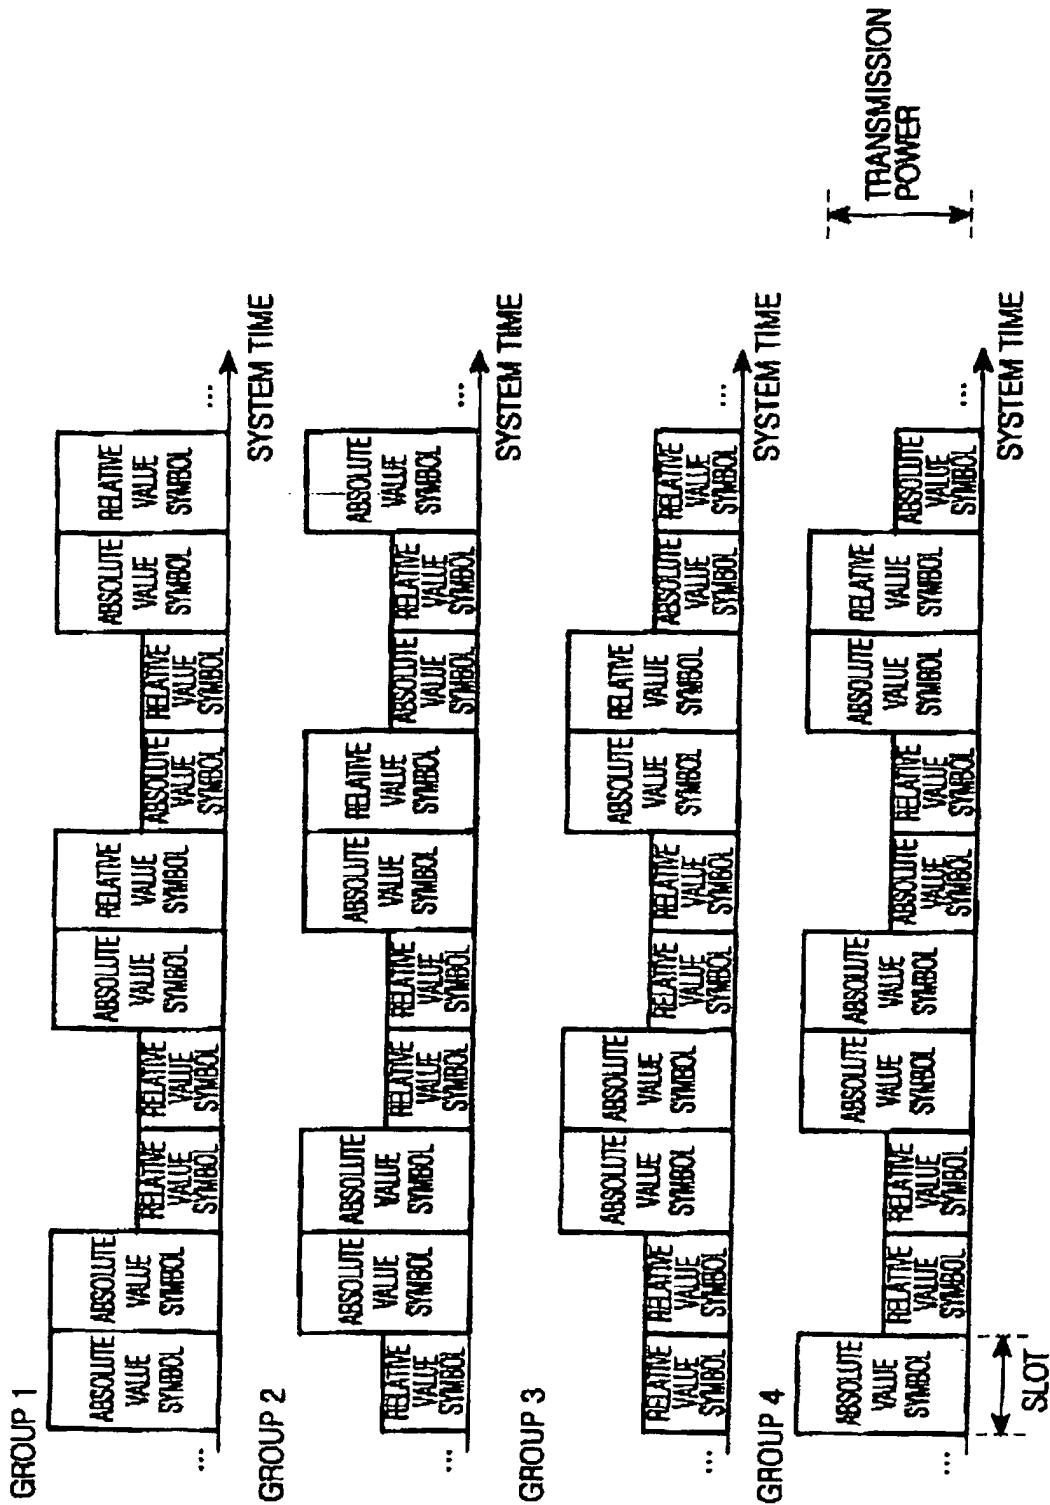 GROUP 1
...
ABSOLUTE
VALUE
SYMBOL
ABSOLUTE
VALUE
SYMBOL
RELATIVE
VALUE
SYMBOL
RELATIVE
VALUE
SYMBOL
ABSOLUTE
VALUE
SYMBOL
RELATIVE
VALUE
SYMBOL
ABSOLUTE
VALUE
SYMBOL
RELATIVE
VALUE
SYMBOL
ABSOLUTE
VALUE
SYMBOL
RELATIVE
VALUE
SYMBOL
...
SYSTEM TIME
GROUP 2
...
RELATIVE
VALUE
SYMBOL
ABSOLUTE
VALUE
SYMBOL
ABSOLUTE
VALUE
SYMBOL
RELATIVE
VALUE
SYMBOL
RELATIVE
VALUE
SYMBOL
ABSOLUTE
VALUE
SYMBOL
RELATIVE
VALUE
SYMBOL
ABSOLUTE
VALUE
SYMBOL
RELATIVE
VALUE
SYMBOL
ABSOLUTE
VALUE
SYMBOL
...
SYSTEM TIME
GROUP 3
...
RELATIVE
VALUE
SYMBOL
RELATIVE
VALUE
SYMBOL
ABSOLUTE
VALUE
SYMBOL
ABSOLUTE
VALUE
SYMBOL
RELATIVE
VALUE
SYMBOL
RELATIVE
VALUE
SYMBOL
ABSOLUTE
VALUE
SYMBOL
RELATIVE
VALUE
SYMBOL
ABSOLUTE
VALUE
SYMBOL
RELATIVE
VALUE
SYMBOL
...
SYSTEM TIME
GROUP 4
...
ABSOLUTE
VALUE
SYMBOL
RELATIVE
VALUE
SYMBOL
RELATIVE
VALUE
SYMBOL
ABSOLUTE
VALUE
SYMBOL
ABSOLUTE
VALUE
SYMBOL
ABSOLUTE
VALUE
SYMBOL
RELATIVE
VALUE
SYMBOL
ABSOLUTE
VALUE
SYMBOL
RELATIVE
VALUE
SYMBOL
ABSOLUTE
VALUE
SYMBOL
...
SYSTEM TIME
TRANSMISSION
POWER
SLOT